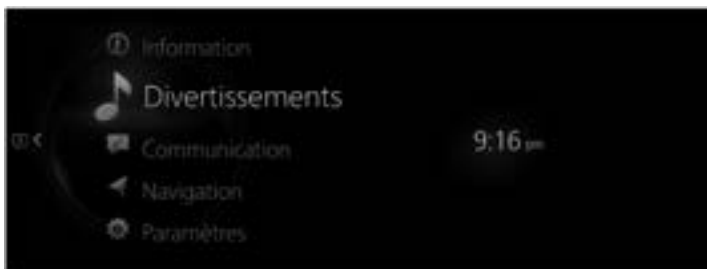 Information
Divertissements
Communication
9:16 pm
Navigation
Paramètres